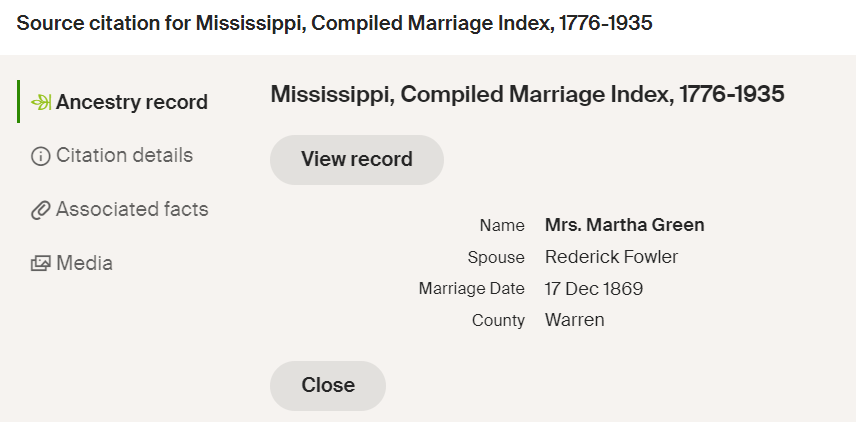 Source citation for Mississippi, Compiled Marriage Index, 1776-1935
Ancestry record
Citation details
Associated facts
Media
Mississippi, Compiled Marriage Index, 1776-1935
View record
Name Mrs. Martha Green
Spouse Rederick Fowler
Marriage Date 17 Dec 1869
County Warren
Close